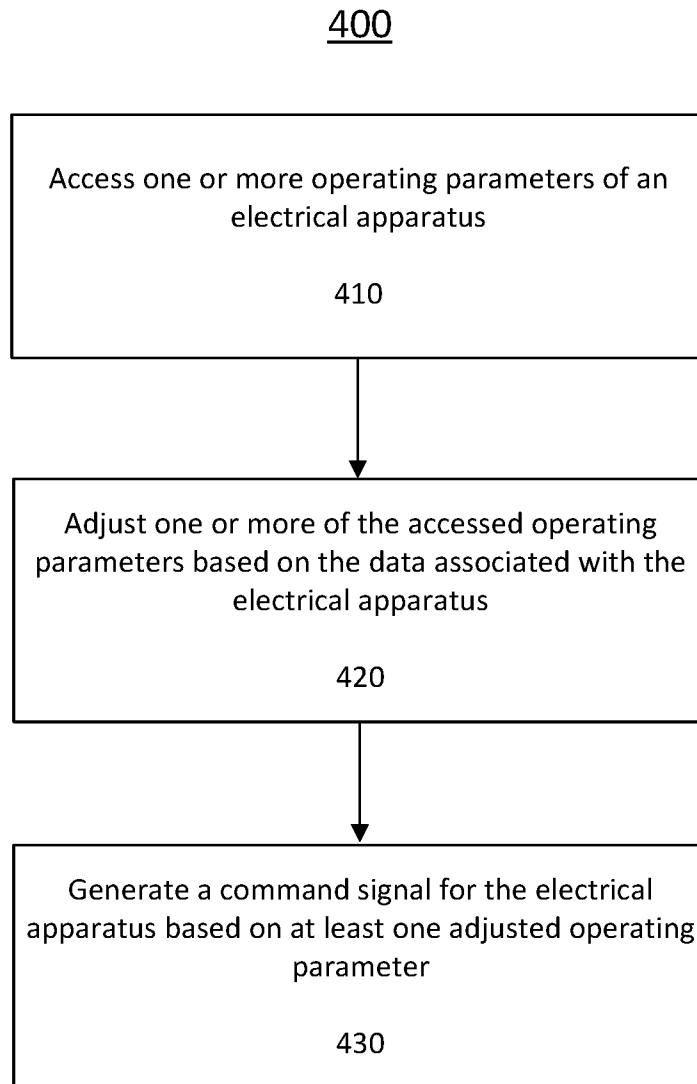 400
Access one or more operating parameters of an
electrical apparatus
410
Adjust one or more of the accessed operating
parameters based on the data associated with the
electrical apparatus
420
Generate a command signal for the electrical
apparatus based on at least one adjusted operating
parameter
430